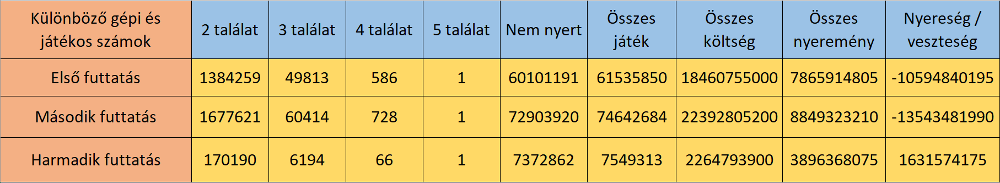 Különböző gépi és játékos számok 2 találat 3 találat 4 találat 5 találat Nem nyert Összes játék Összes költség Összes nyeremény Nyereség / veszteség
Első futtatás 1384259 49813 586 1 60101191 61535850 18460755000 7865914805 -10594840195
Második futtatás 1677621 60414 728 1 72903920 74642684 22392805200 8849323210 -13543481990
Harmadik futtatás 170190 6194 66 1 7372862 7549313 2264793900 3896368075 1631574175